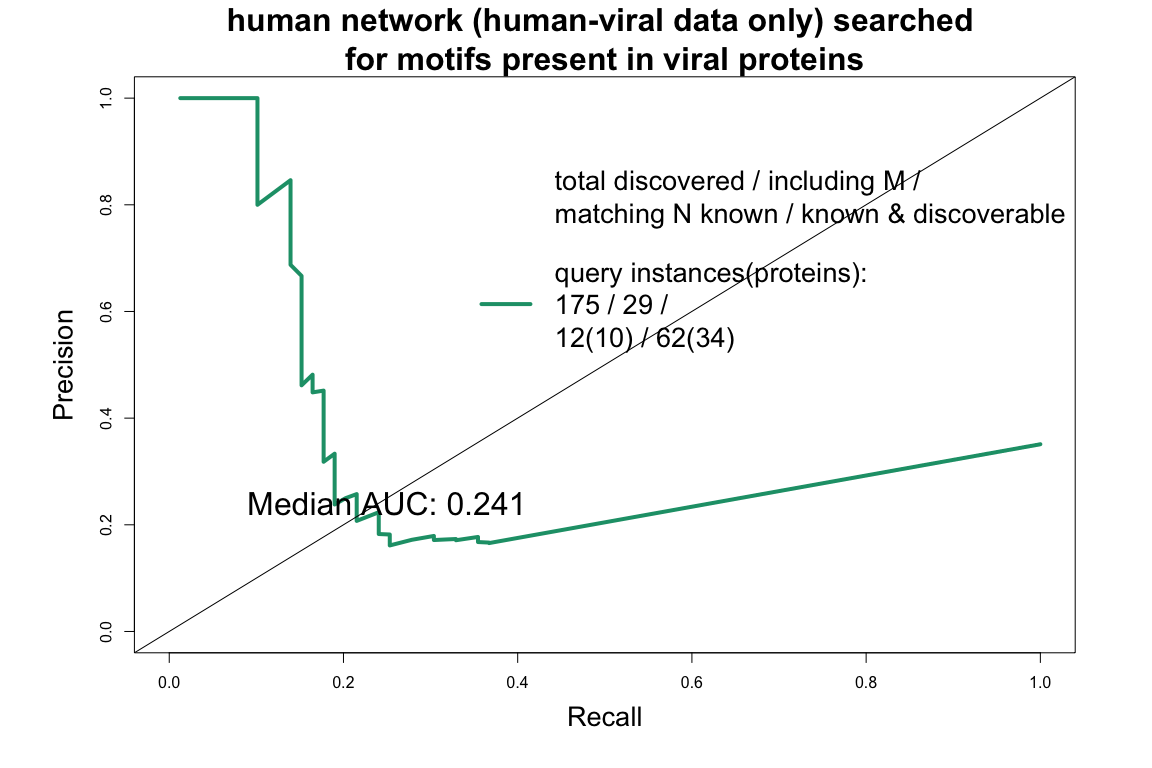 human network (human-viral data only) searched
for motifs present in viral proteins
Precision
1.0
0.8
0.6
0.4
0.2
0.0
total discovered / including M /
matching N known / known & discoverable
query instances(proteins):
175 / 29 /
12(10) / 62(34)
Median AUC: 0.241
0.0 0.2 0.4 0.6 0.8 1.0
Recall